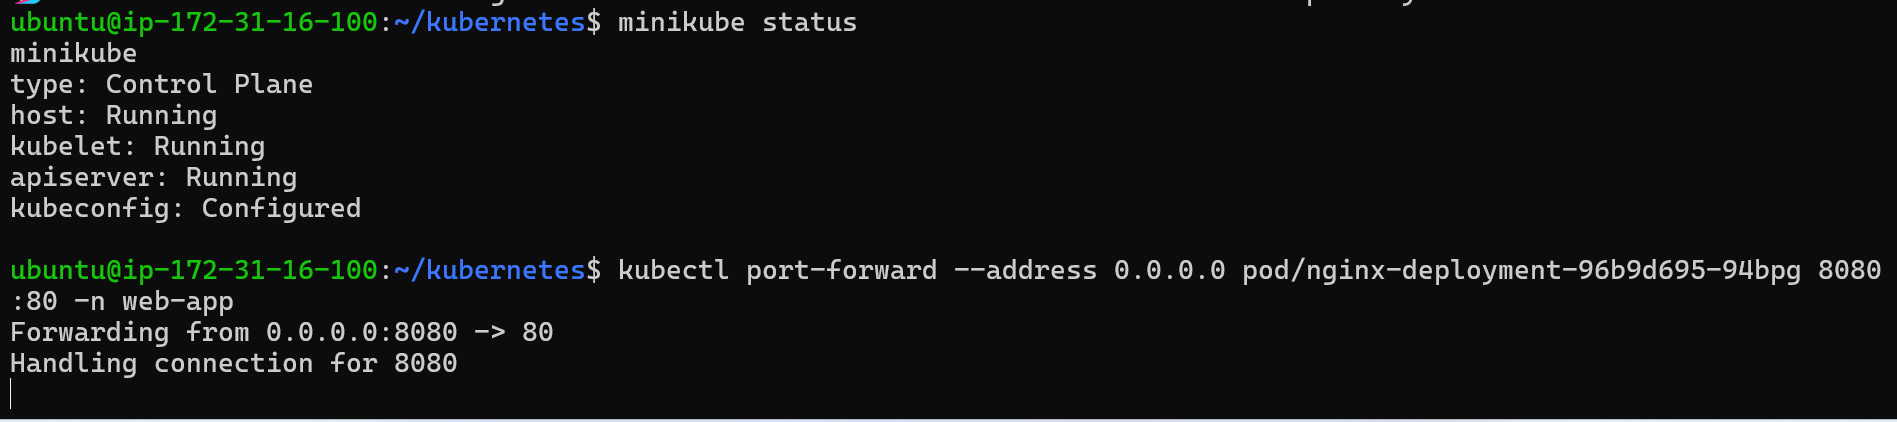 ubuntu@ip-172-31-16-100:~/kubernetes$ minikube status
minikube
type: Control Plane
host: Running
kubelet: Running
apiserver: Running
kubeconfig: Configured
ubuntu@ip-172-31-16-100:~/kubernetes$ kubectl port-forward --address 0.0.0.0 pod/nginx-deployment-96b9d695-94bpg 8080
:80 -n web-app
Forwarding from 0.0.0.0:8080 -> 80
Handling connection for 8080